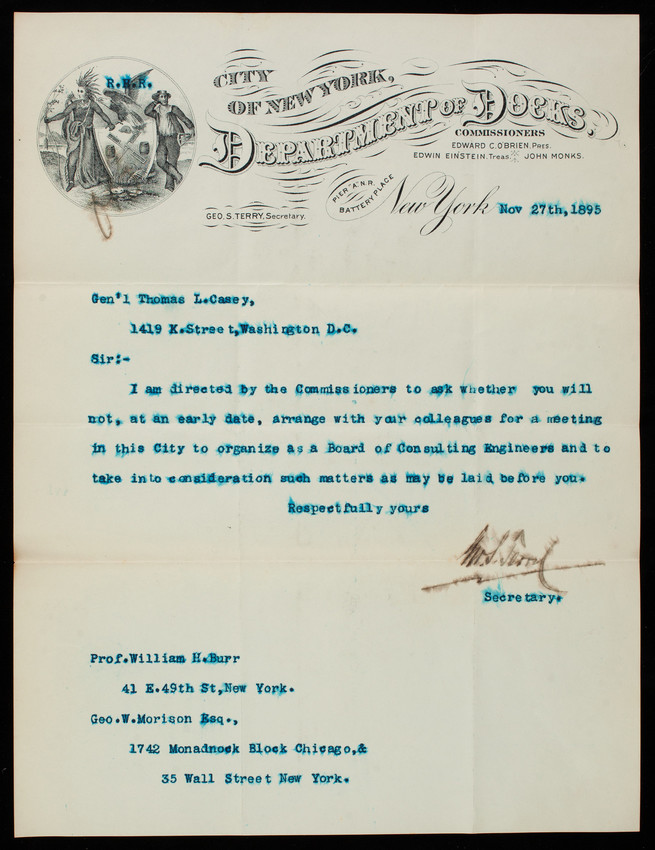 R.H.R.
CITY
OF NEW YORK,
DEPARTMENT OF DOCKS.
COMMISSIONERS
EDWARD C. O'BRIEN. Pres.
EDWIN EINSTEIN. Treas. JOHN MONKS.
PIER "A" N.R.
BATTERY PLACE
GEO. S. TERRY, Secretary.
New York Nov 27th,1895
Gen'l Thomas L.Casey,
1419 K.Street,Washington D.C.
Sir:-
I am directed by the Commissioners to ask whether you will
not, at an early date, arrange with your colleagues for a meeting
in this City to organize as a Board of Consulting Engineers and to
take into consideration such matters as may be laid before you.
Respectfully yours
Geo. S. Terry
Secretary.
Prof.William H.Burr
41 E.49th St,New York.
Geo.W.Morison Esq.,
1742 Monadnock Block Chicago,&
35 Wall Street New York.